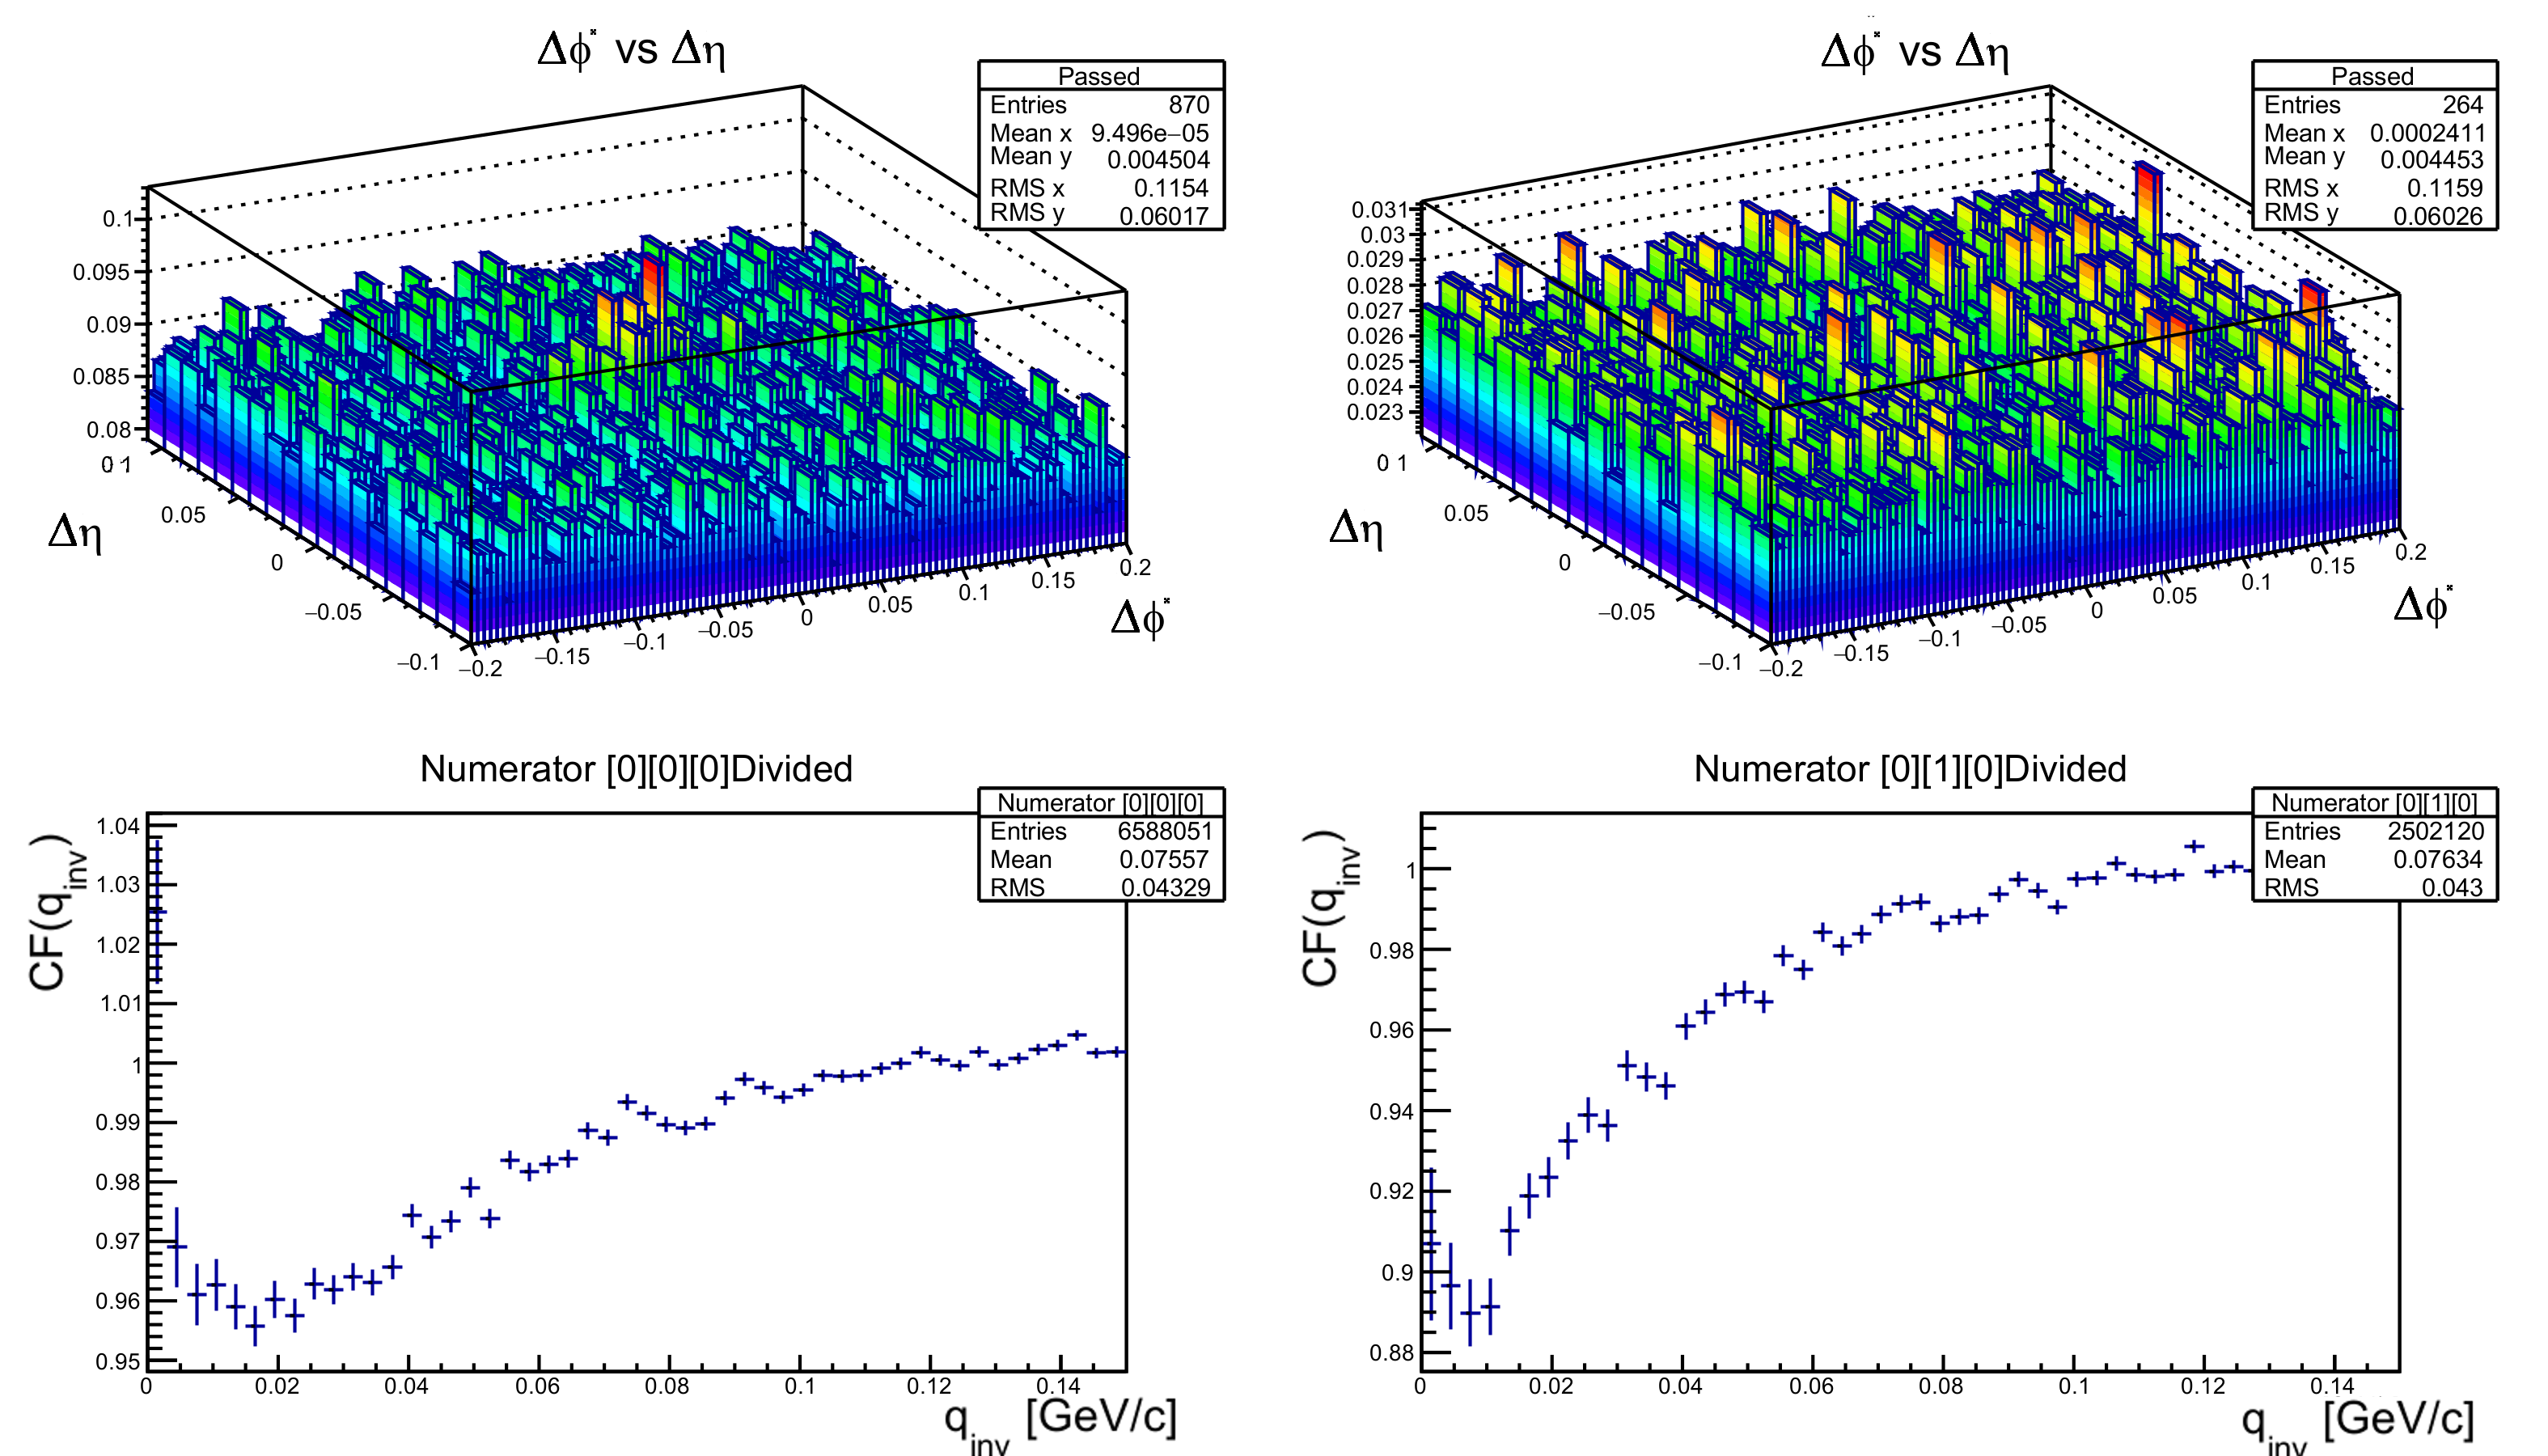 Δφ* vs Δη
Passed
Entries 870
Mean x 9.496e−05
Mean y 0.004504
RMS x 0.1154
RMS y 0.06017
0.1
0.095
0.09
0.085
0.08
0.1
0.05
0
−0.05
−0.1
Δη
−0.2
−0.15
−0.1
−0.05
0
0.05
0.1
0.15
0.2
Δφ*
Δφ* vs Δη
Passed
Entries 264
Mean x 0.0002411
Mean y 0.004453
RMS x 0.1159
RMS y 0.06026
0.031
0.03
0.029
0.028
0.027
0.026
0.025
0.024
0.023
0.1
0.05
0
−0.05
−0.1
Δη
−0.2
−0.15
−0.1
−0.05
0
0.05
0.1
0.15
0.2
Δφ*
Numerator [0][0][0]Divided
Numerator [0][0][0]
Entries 6588051
Mean 0.07557
RMS 0.04329
CF(q_inv)
1.04
1.03
1.02
1.01
1
0.99
0.98
0.97
0.96
0.95
0 0.02 0.04 0.06 0.08 0.1 0.12 0.14
q_inv [GeV/c]
Numerator [0][1][0]Divided
Numerator [0][1][0]
Entries 2502120
Mean 0.07634
RMS 0.043
CF(q_inv)
1
0.98
0.96
0.94
0.92
0.9
0.88
0 0.02 0.04 0.06 0.08 0.1 0.12 0.14
q_inv [GeV/c]